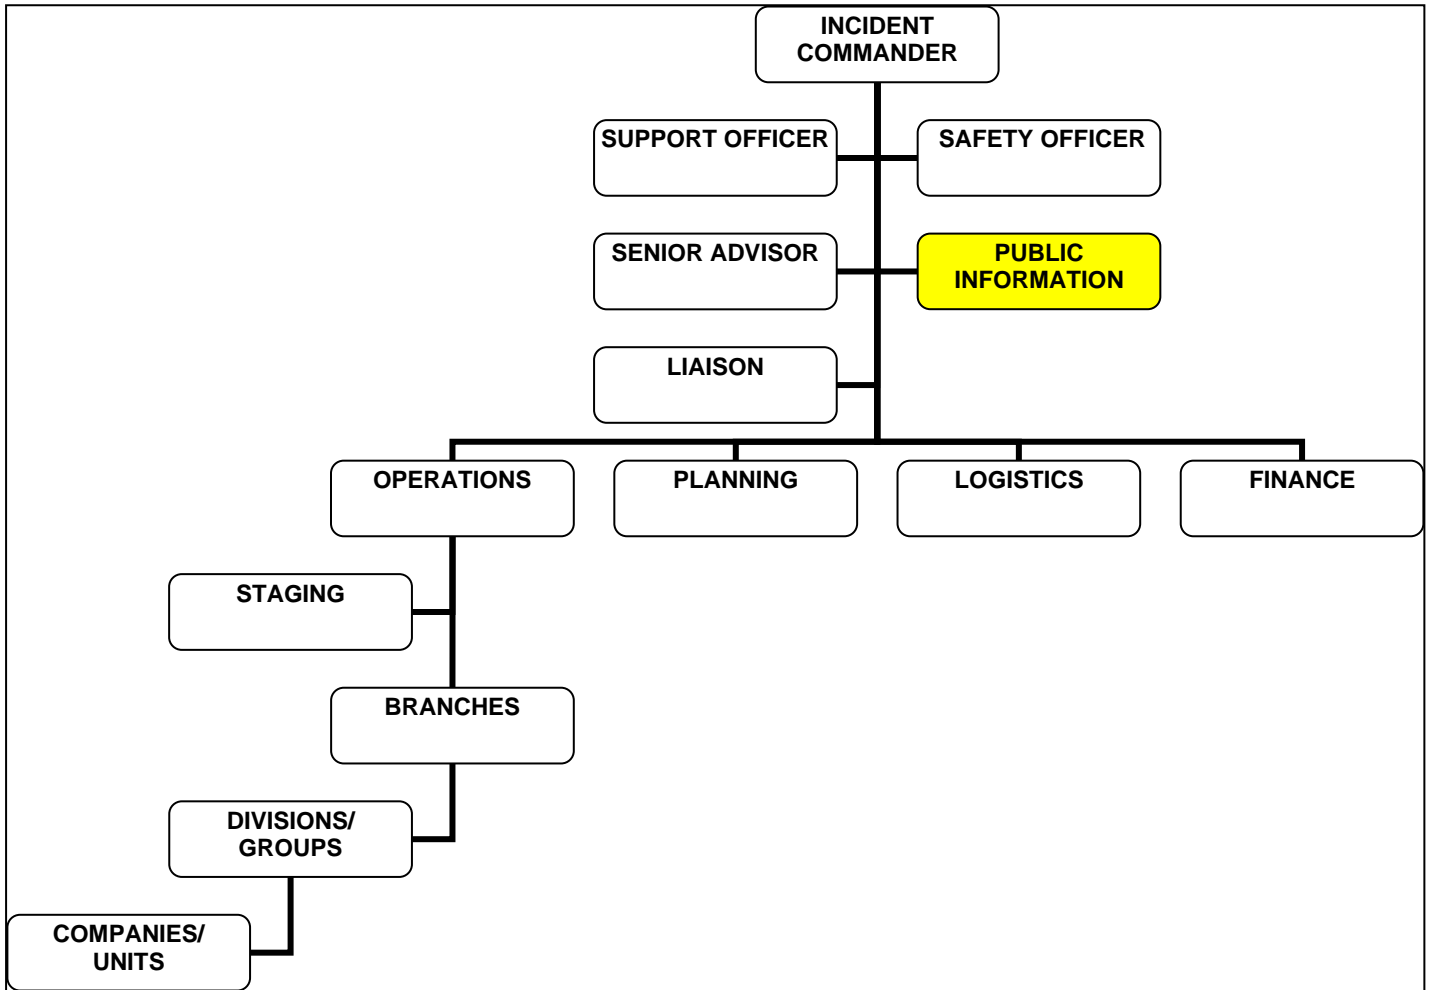 INCIDENT
COMMANDER
SUPPORT OFFICER
SAFETY OFFICER
SENIOR ADVISOR
PUBLIC
INFORMATION
LIAISON
OPERATIONS
PLANNING
LOGISTICS
FINANCE
STAGING
BRANCHES
DIVISIONS/
GROUPS
COMPANIES/
UNITS